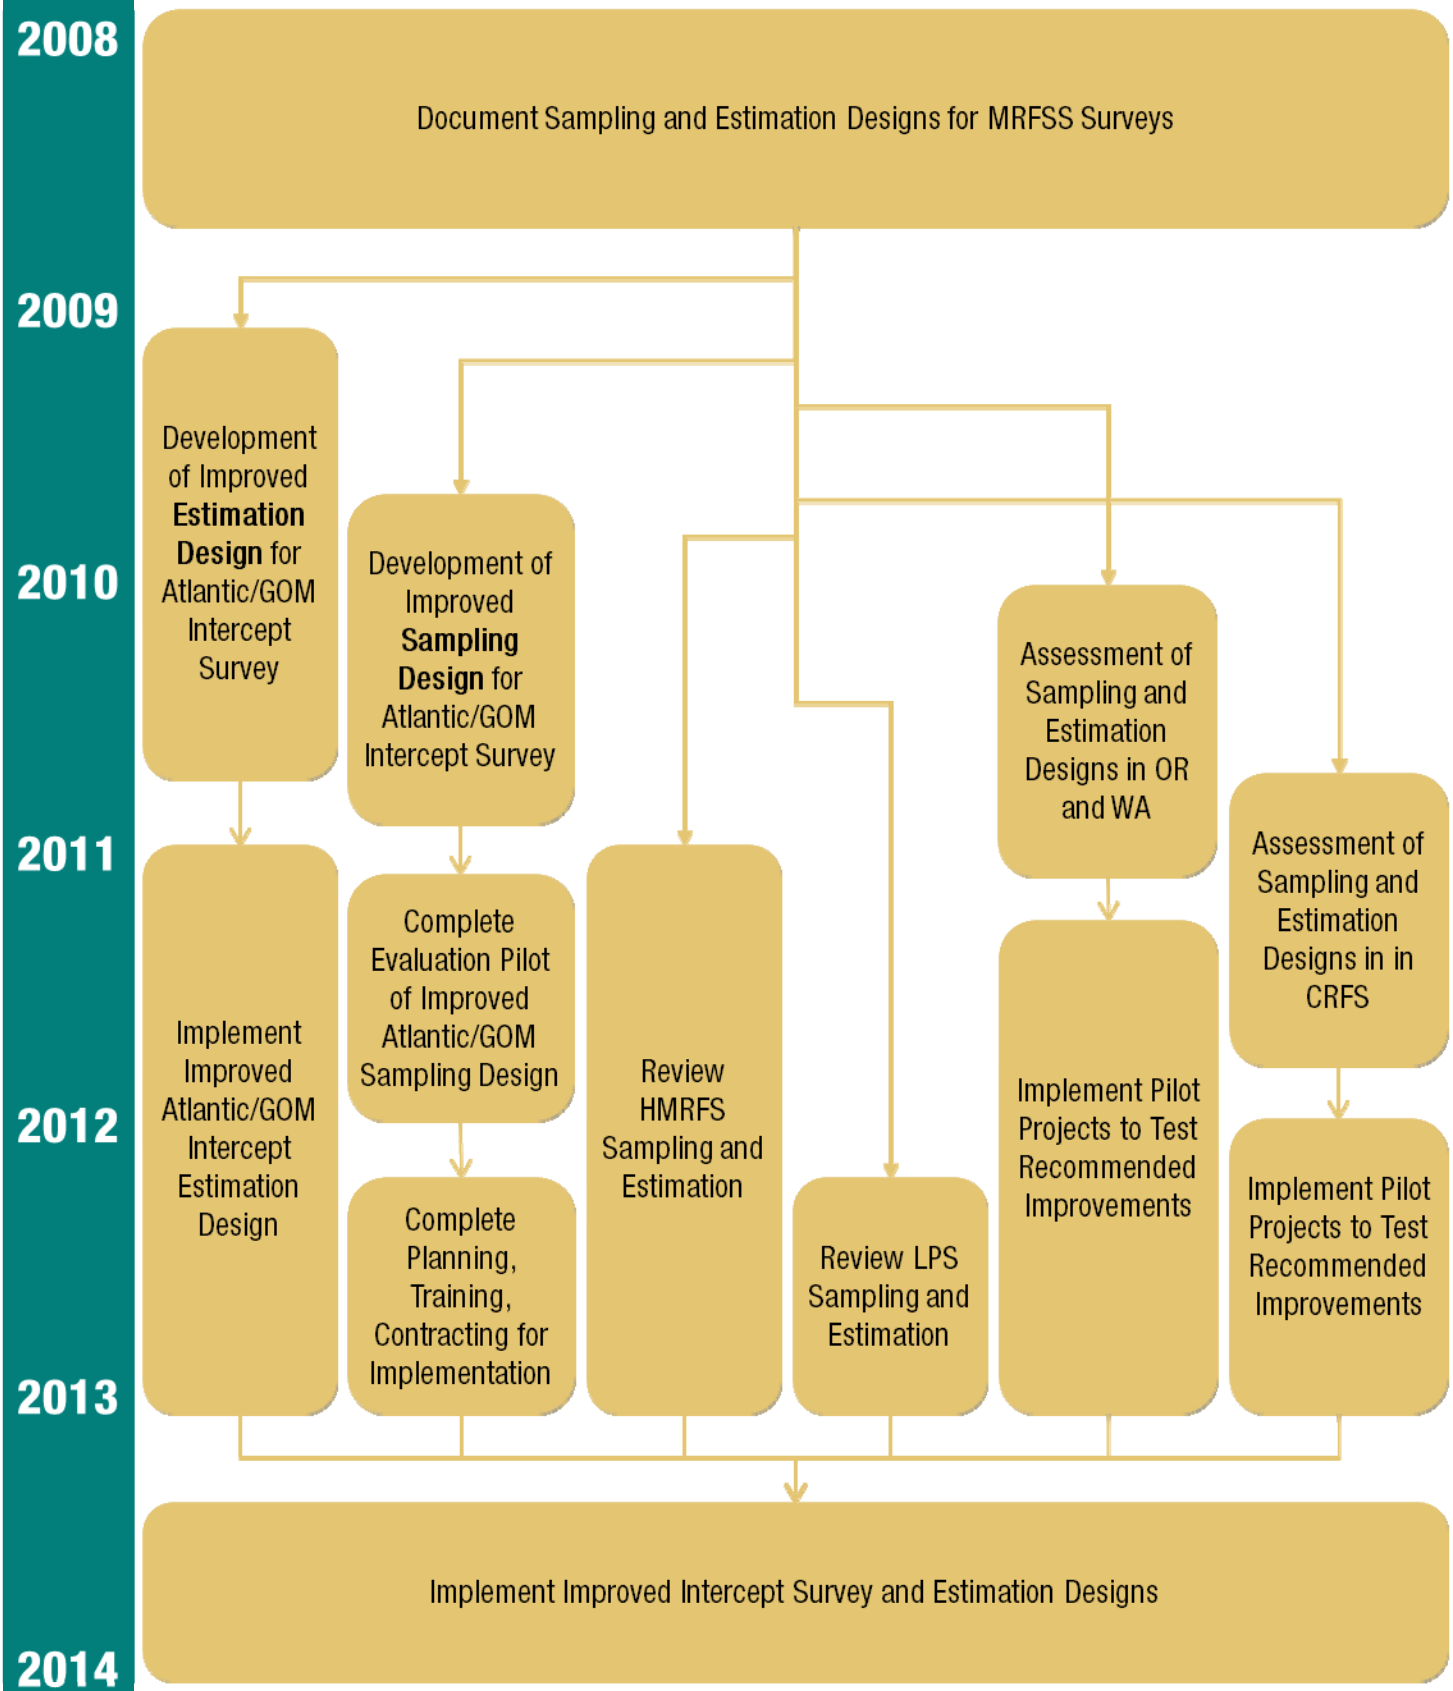 2008
Document Sampling and Estimation Designs for MRFSS Surveys
2009
Development
of Improved
Estimation
Design for
Atlantic/GOM
Intercept
Survey
Development of
Improved
Sampling
Design for
Atlantic/GOM
Intercept Survey
2010
Assessment of
Sampling and
Estimation
Designs in OR
and WA
2011
Assessment of
Sampling and
Estimation
Designs in in
CRFS
Implement
Improved
Atlantic/GOM
Intercept
Estimation
Design
Complete
Evaluation Pilot
of Improved
Atlantic/GOM
Sampling Design
Review
HMRFS
Sampling and
Estimation
Implement Pilot
Projects to Test
Recommended
Improvements
2012
Complete
Planning,
Training,
Contracting for
Implementation
Review LPS
Sampling and
Estimation
Implement Pilot
Projects to Test
Recommended
Improvements
2013
Implement Improved Intercept Survey and Estimation Designs
2014